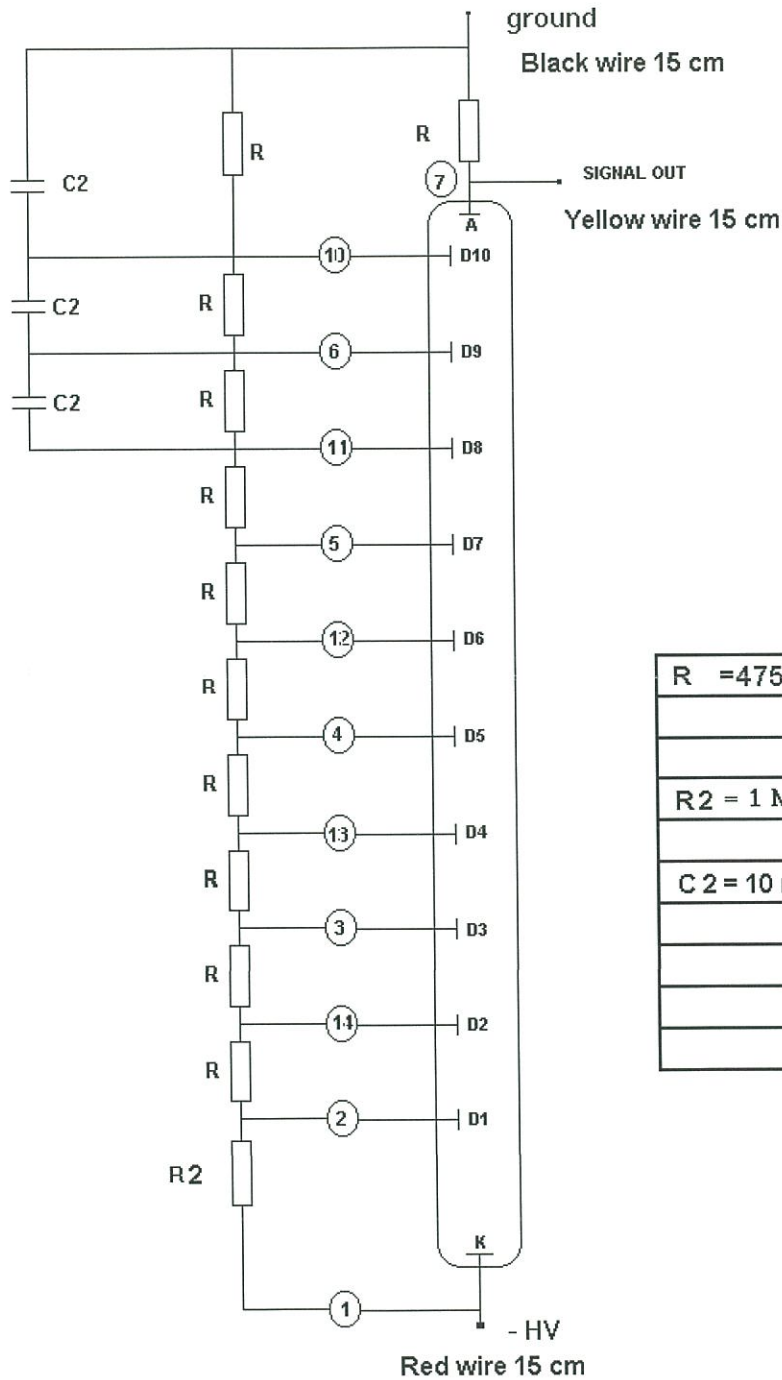 ground
Black wire 15 cm
R
R
C2
7
SIGNAL OUT
Yellow wire 15 cm
A
10
D10
C2
R
6
D9
C2
R
11
D8
R
5
D7
R
12
D6
R
4
D5
R
13
D4
R
3
D3
R
14
D2
R
2
D1
R2
K
1
- HV
Red wire 15 cm
R =475
R2 = 1
C2 = 10